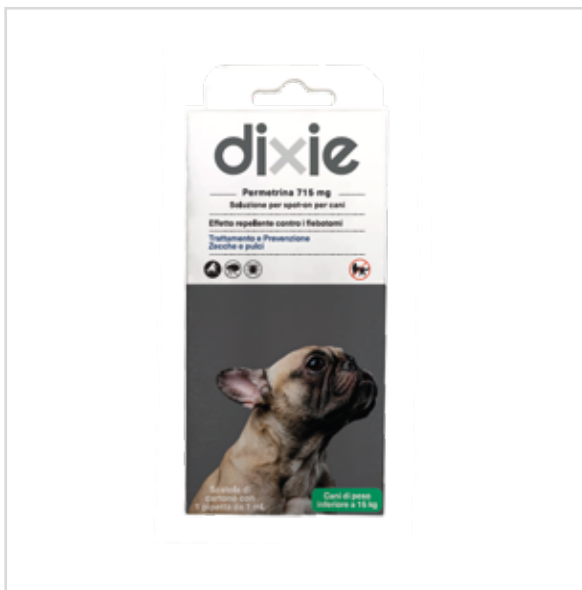 dixie
Permetrina 715 mg
Soluzione per spot-on per cani
Effetto repellente contro i flebotomi
Trattamento e Prevenzione
Zecche e pulci
Scatola di
cartone con
1 pipetta da 1 mL
Cani di peso
inferiore a 15 kg